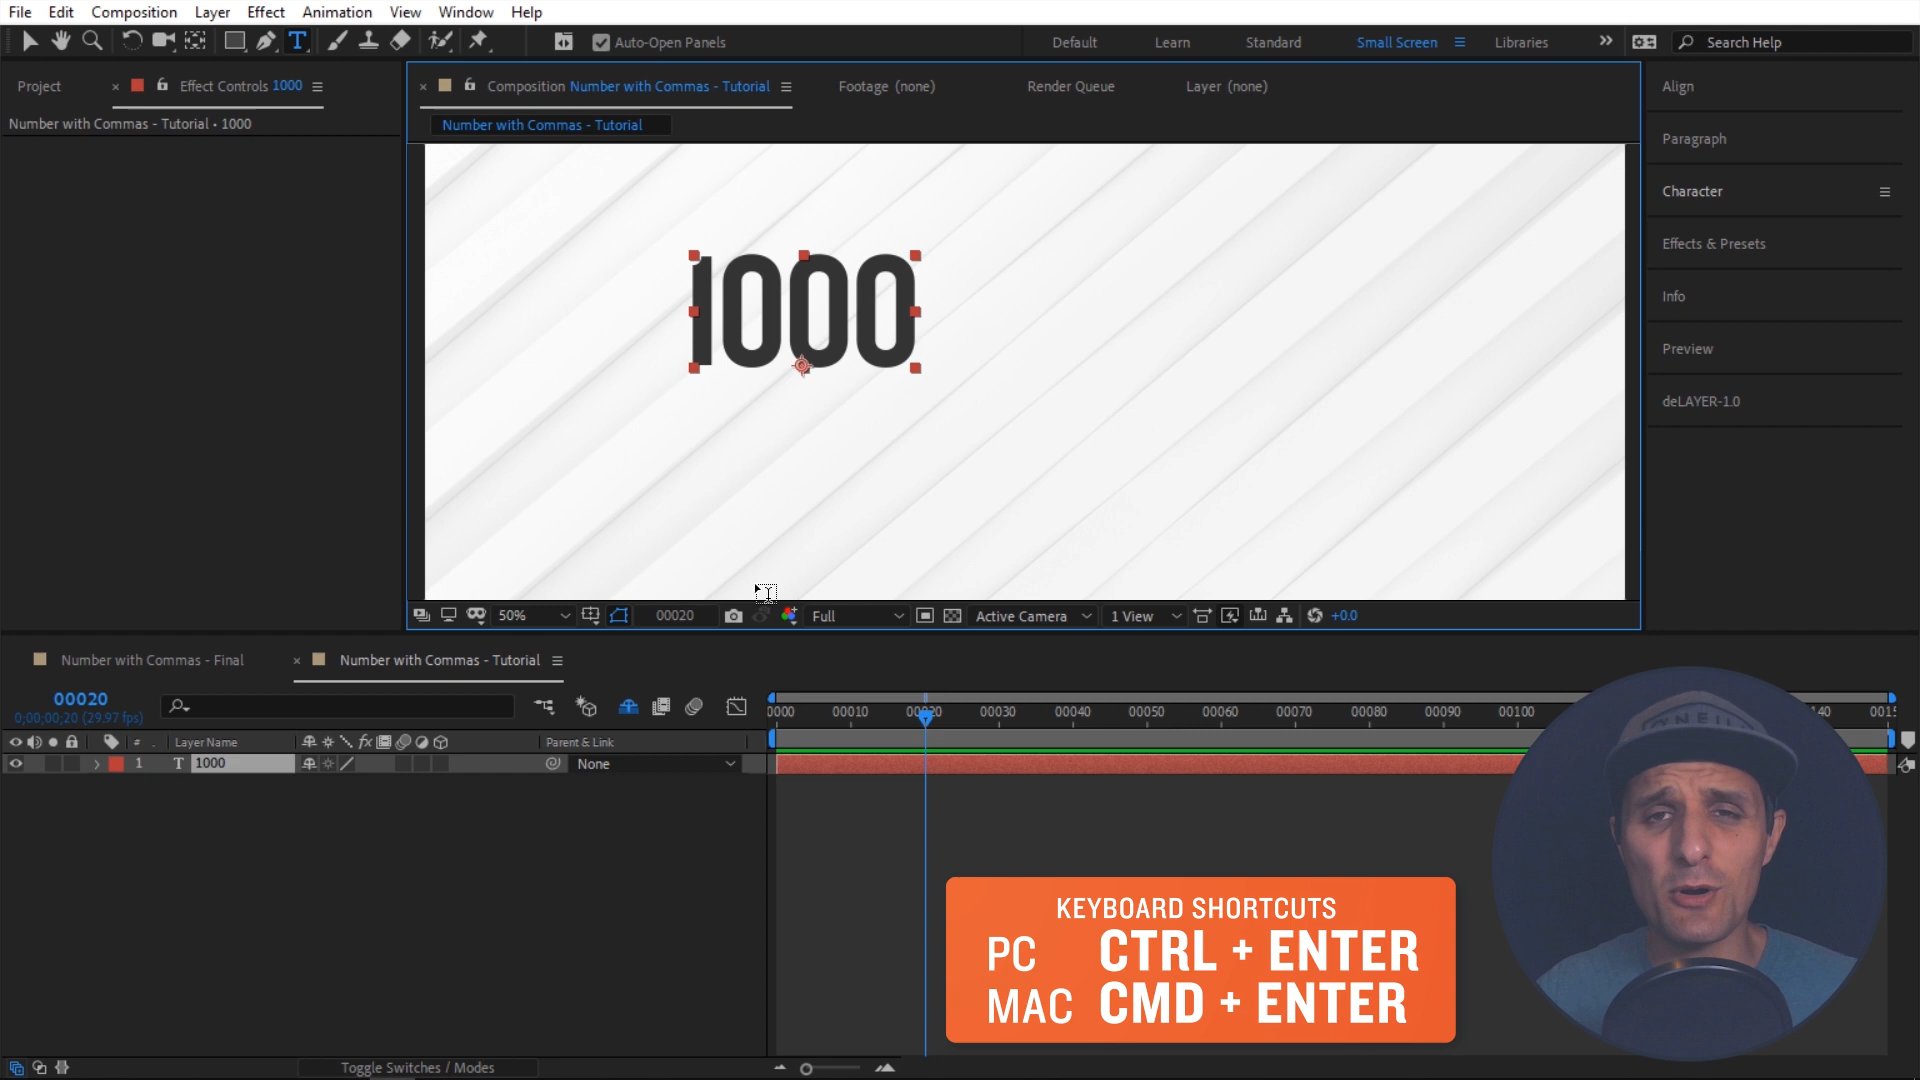 File Edit Composition Layer Effect Animation View Window Help
Auto-Open Panels Default Learn Standard Small Screen Libraries Search Help
Project Effect Controls 1000
Composition Number with Commas - Tutorial Footage (none) Render Queue Layer (none)
Number with Commas - Tutorial • 1000
Number with Commas - Tutorial
Align
Paragraph
Character
Effects & Presets
Info
Preview
deLAYER-1.0
1000
50% 00020 Full Active Camera 1 View +0.0
Number with Commas - Final Number with Commas - Tutorial
00020
0;00;00;20 (29.97 fps)
0000 00010 00020 00030 00040 00050 00060 00070 00080 00090 00100
# Layer Name fx Parent & Link
1 T 1000 None
KEYBOARD SHORTCUTS
PC CTRL + ENTER
MAC CMD + ENTER
Toggle Switches / Modes